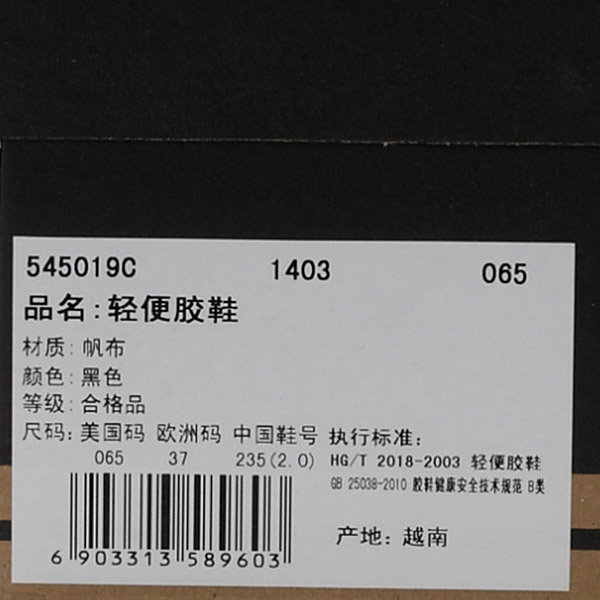 545019C 1403 065
品名:轻便胶鞋
材质:帆布
颜色:黑色
等级:合格品
尺码:美国码 欧洲码 中国鞋号 执行标准:
065 37 235(2.0) HG/T 2018-2003 轻便胶鞋
GB 25038-2010 胶鞋健康安全技术规范 B类
产地:越南
6 903313 589603